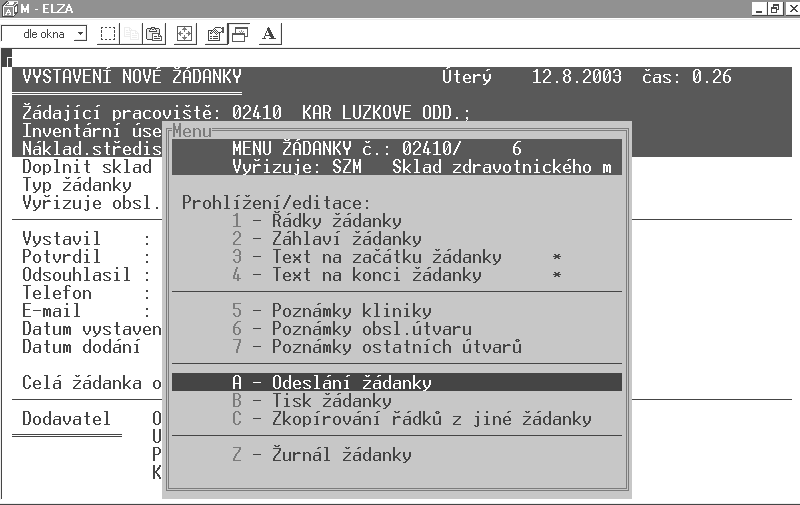 M - ELZA
dle okna
A
VYSTAVENÍ NOVÉ ŽÁDANKY Úterý 12.8.2003 čas: 0.26
Žádající pracoviště: 02410 KAR LUZKOVE ODD.;
Inventární úse
Náklad.středis
Doplnit sklad
Typ žádanky
Vyřizuje obsl.
Vystavil :
Potvrdil :
Odsouhlasil :
Telefon :
E-mail :
Datum vystaven
Datum dodání
Celá žádanka o
Dodavatel O
U
P
K
Menu
MENU ŽÁDANKY č.: 02410/ 6
Vyřizuje: SZM Sklad zdravotnického m
Prohlížení/editace:
1 - Řádky žádanky
2 - Záhlaví žádanky
3 - Text na začátku žádanky *
4 - Text na konci žádanky *
5 - Poznámky kliniky
6 - Poznámky obsl.útvaru
7 - Poznámky ostatních útvarů
A - Odeslání žádanky
B - Tisk žádanky
C - Zkopírování řádků z jiné žádanky
Z - Žurnál žádanky